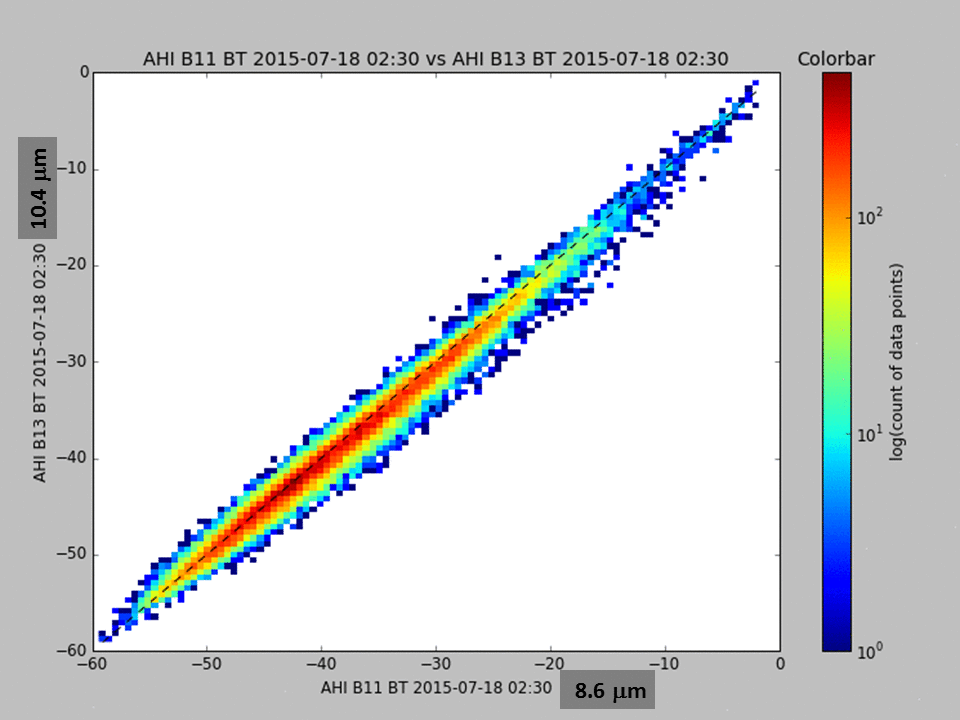 AHI B11 BT 2015-07-18 02:30 vs AHI B13 BT 2015-07-18 02:30
Colorbar
0
−10
−20
−30
−40
−50
−60
10.4 μm
AHI B13 BT 2015-07-18 02:30
−60 −50 −40 −30 −20 −10 0
AHI B11 BT 2015-07-18 02:30
8.6 μm
10²
10¹
10⁰
log(count of data points)